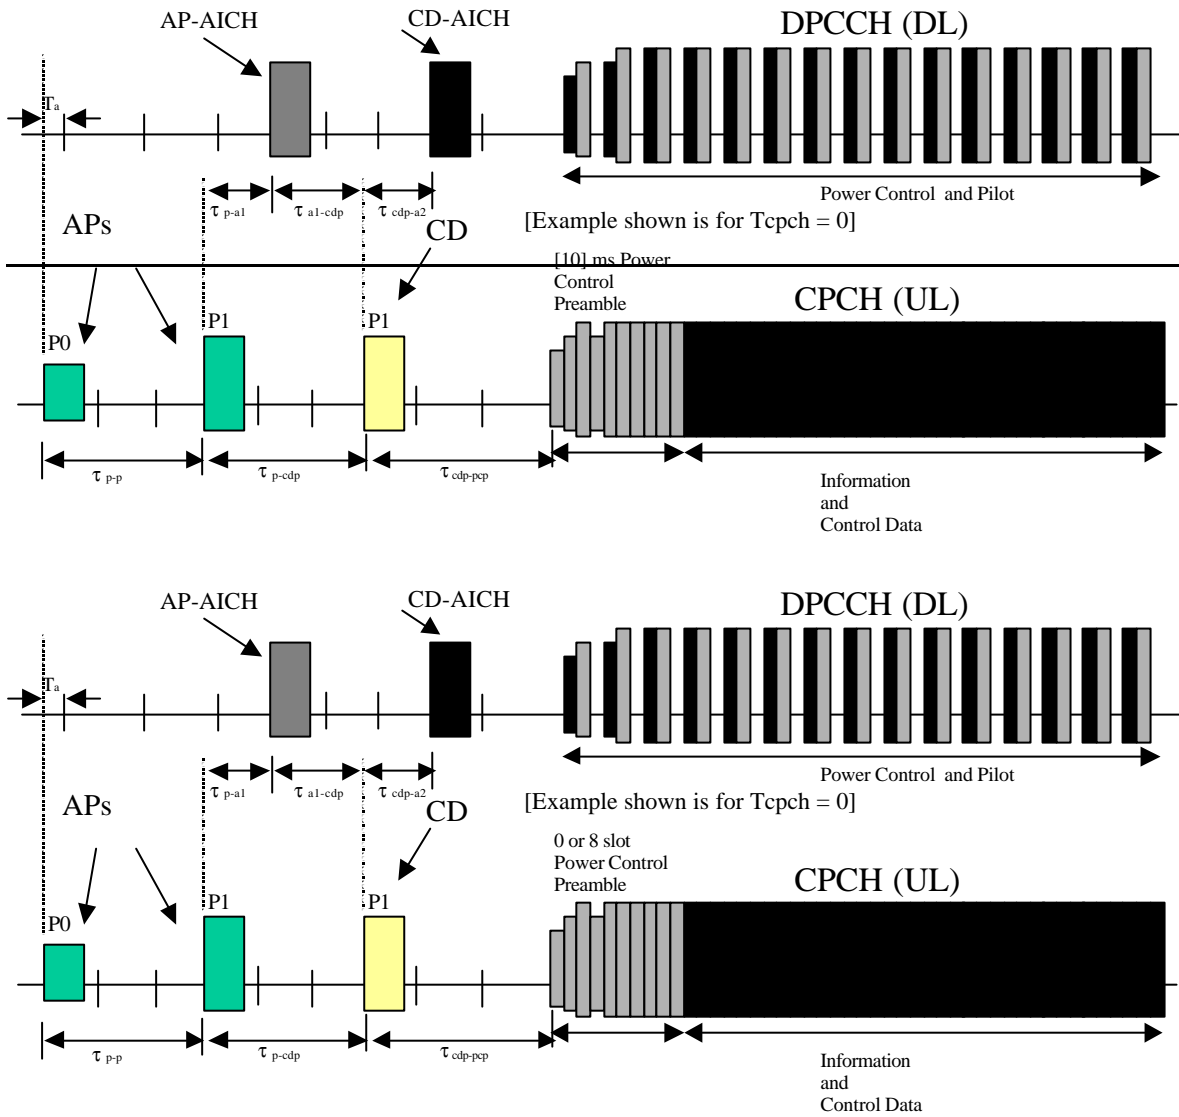 AP-AICH
CD-AICH
DPCCH (DL)
Ta
Power Control and Pilot
τ p-a1
τ a1-cdp
τ cdp-a2
[Example shown is for Tcpch = 0]
APs
CD
[10] ms Power
Control
Preamble
CPCH (UL)
P0
P1
P1
τ p-p
τ p-cdp
τ cdp-pcp
Information
and
Control Data
AP-AICH
CD-AICH
DPCCH (DL)
Ta
Power Control and Pilot
τ p-a1
τ a1-cdp
τ cdp-a2
[Example shown is for Tcpch = 0]
APs
CD
0 or 8 slot
Power Control
Preamble
CPCH (UL)
P0
P1
P1
τ p-p
τ p-cdp
τ cdp-pcp
Information
and
Control Data